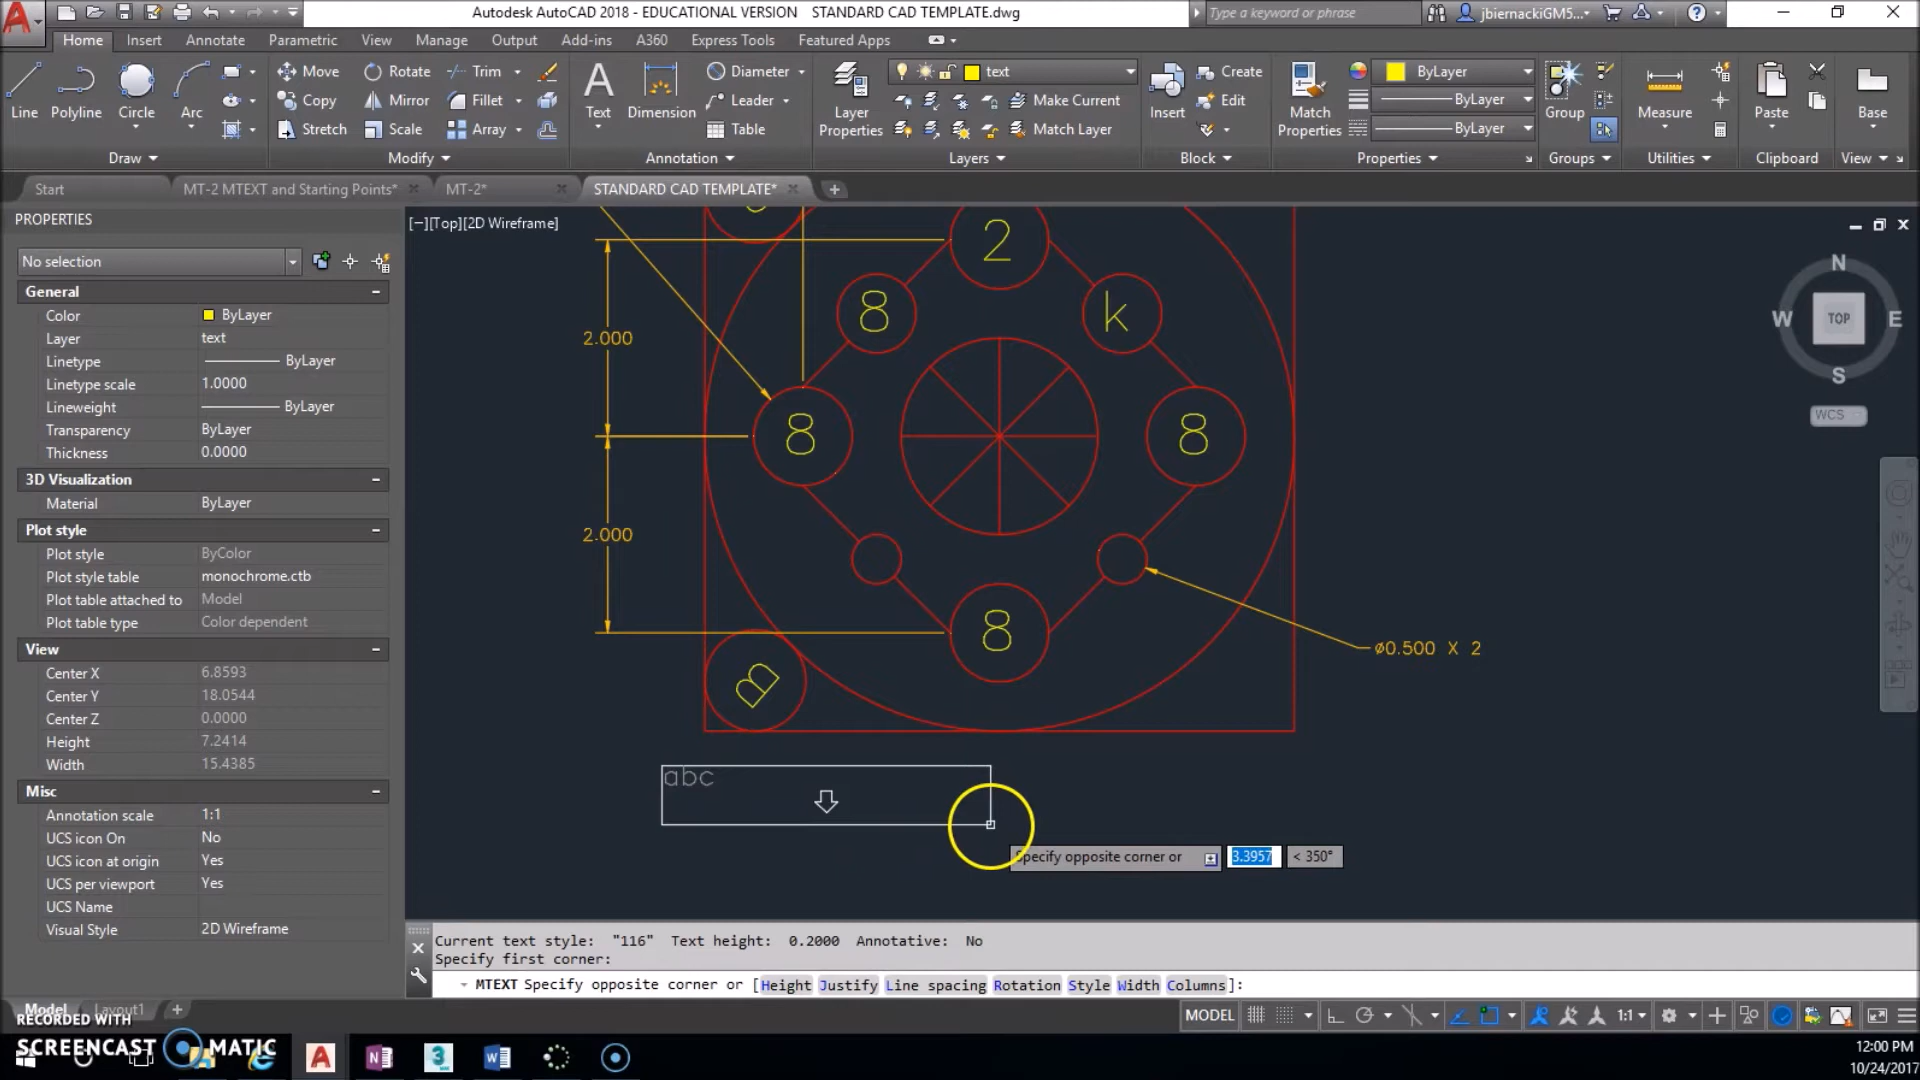 Autodesk AutoCAD 2018 - EDUCATIONAL VERSION    STANDARD CAD TEMPLATE.dwg
Type a keyword or phrase
jbiernackiGM5...
Home Insert Annotate Parametric View Manage Output Add-ins A360 Express Tools Featured Apps
Line Polyline Circle Arc
Move Rotate Trim
Copy Mirror Fillet
Stretch Scale Array
Text Dimension
Diameter
Leader
Table
Layer Properties
text
Make Current
Match Layer
Insert
Create
Edit
Match Properties
ByLayer
ByLayer
ByLayer
Group
Measure
Paste
Base
Draw Modify Annotation Layers Block Properties Groups Utilities Clipboard View
Start MT-2 MTEXT and Starting Points* MT-2* STANDARD CAD TEMPLATE*
PROPERTIES
No selection
General
Color ByLayer
Layer text
Linetype ByLayer
Linetype scale 1.0000
Lineweight ByLayer
Transparency ByLayer
Thickness 0.0000
3D Visualization
Material ByLayer
Plot style
Plot style ByColor
Plot style table monochrome.ctb
Plot table attached to Model
Plot table type Color dependent
View
Center X 6.8593
Center Y 18.0544
Center Z 0.0000
Height 7.2414
Width 15.4385
Misc
Annotation scale 1:1
UCS icon On No
UCS icon at origin Yes
UCS per viewport Yes
UCS Name
Visual Style 2D Wireframe
[−][Top][2D Wireframe]
N
W TOP E
S
WCS
2
8 k
2.000
8 8
2.000
8
ø0.500 X 2
B
abc
Specify opposite corner or 3.3957 < 350°
Current text style: "116" Text height: 0.2000 Annotative: No
Specify first corner:
MTEXT Specify opposite corner or [Height Justify Line spacing Rotation Style Width Columns]:
Model Layout1
MODEL 1:1
RECORDED WITH
SCREENCAST MATIC
12:00 PM
10/24/2017